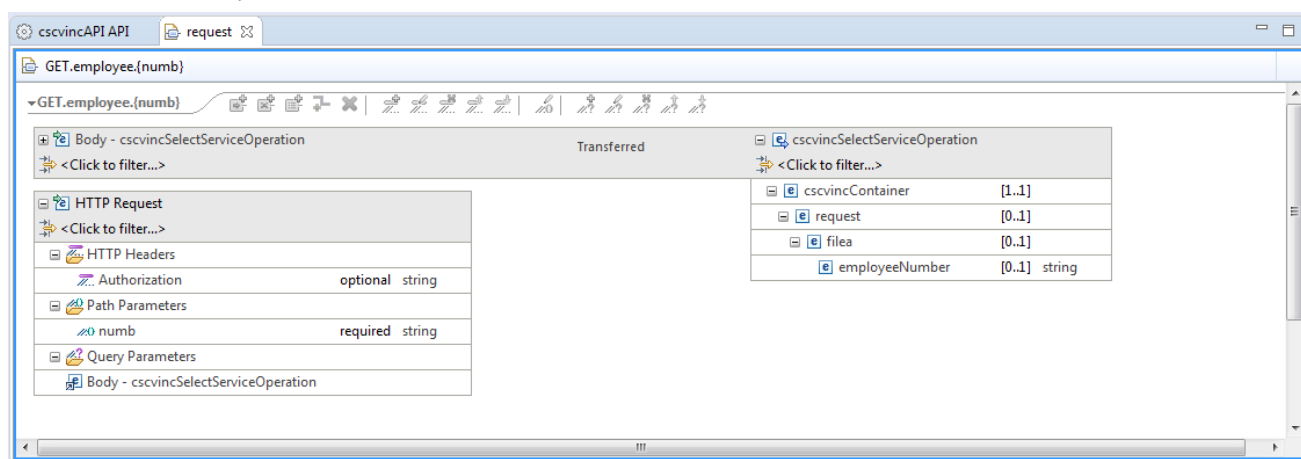 cscvincAPI API request
GET.employee.{numb}
GET.employee.{numb}
Body - cscvincSelectServiceOperation Transferred cscvincSelectServiceOperation
<Click to filter...> <Click to filter...>
cscvincContainer [1..1]
HTTP Request
request [0..1]
<Click to filter...>
filea [0..1]
HTTP Headers
employeeNumber [0..1] string
Authorization optional string
Path Parameters
numb required string
Query Parameters
Body - cscvincSelectServiceOperation